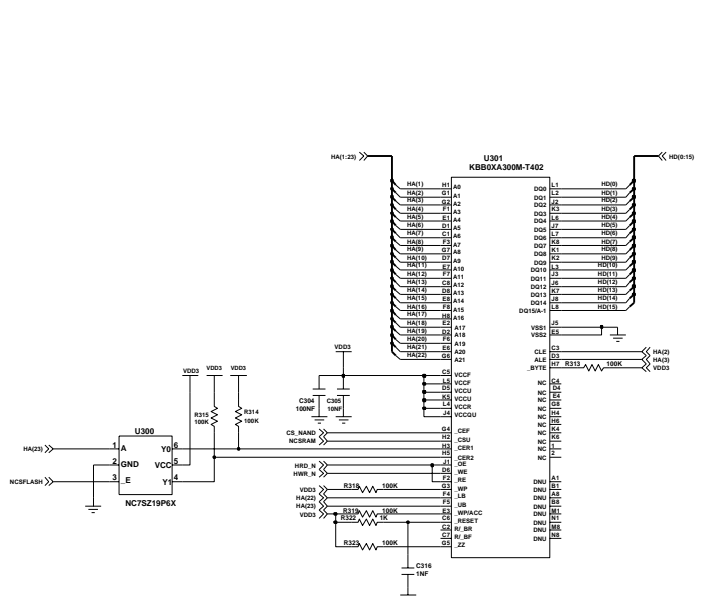 U301
KBB0XA300M-T402
HA(1:23)
HD(0:15)
HA(1) H1 A0
HA(2) G1 A1
HA(3) G2 A2
HA(4) F1 A3
HA(5) E1 A4
HA(6) D1 A5
HA(7) C1 A6
HA(8) F3 A7
HA(9) G7 A8
HA(10) D7 A9
HA(11) E7 A10
HA(12) F7 A11
HA(13) C8 A12
HA(14) D8 A13
HA(15) E8 A14
HA(16) F8 A15
HA(17) H8 A16
HA(18) E2 A17
HA(19) D2 A18
HA(20) F6 A19
HA(21) E6 A20
HA(22) G6 A21
DQ0 L1 HD(0)
DQ1 L2 HD(1)
DQ2 J2 HD(2)
DQ3 K3 HD(3)
DQ4 L6 HD(4)
DQ5 J7 HD(5)
DQ6 L7 HD(6)
DQ7 K8 HD(7)
DQ8 K1 HD(8)
DQ9 K2 HD(9)
DQ10 L3 HD(10)
DQ11 J3 HD(11)
DQ12 J6 HD(12)
DQ13 K7 HD(13)
DQ14 J8 HD(14)
DQ15/A-1 L8 HD(15)
VSS1 J5
VSS2 E5
CLE C3 HA(2)
ALE D3 HA(3)
_BYTE H7 R313 100K VDD3
VDD3
C304
100NF
C305
10NF
C5 VCCF
L5 VCCF
D5 VCCU
K5 VCCU
L4 VCCR
J4 VCCQU
NC C4
NC D4
NC E4
NC G8
NC H4
NC H6
NC K4
NC K6
NC 1
NC 2
CS_NAND G4 _CEF
NCSRAM H2 _CSU
H3 _CER1
H5 _CER2
HRD_N J1 _OE
HWR_N D6 _WE
F2 _RE
VDD3 R318 100K G3 _WP
HA(22) F4 _LB
HA(23) F5 _UB
VDD3 R319 100K E3 _WP/ACC
R322 1K C6 _RESET
C2 R/_BR
C7 R/_BF
R323 100K G5 _ZZ
DNU A1
DNU B1
DNU A8
DNU B8
DNU M1
DNU N1
DNU M8
DNU N8
C316
1NF
VDD3 VDD3 VDD3
R315
100K
R314
100K
U300
HA(23) 1 A
2 GND
NCSFLASH 3 _E
Y0 6
VCC 5
Y1 4
NC7SZ19P6X